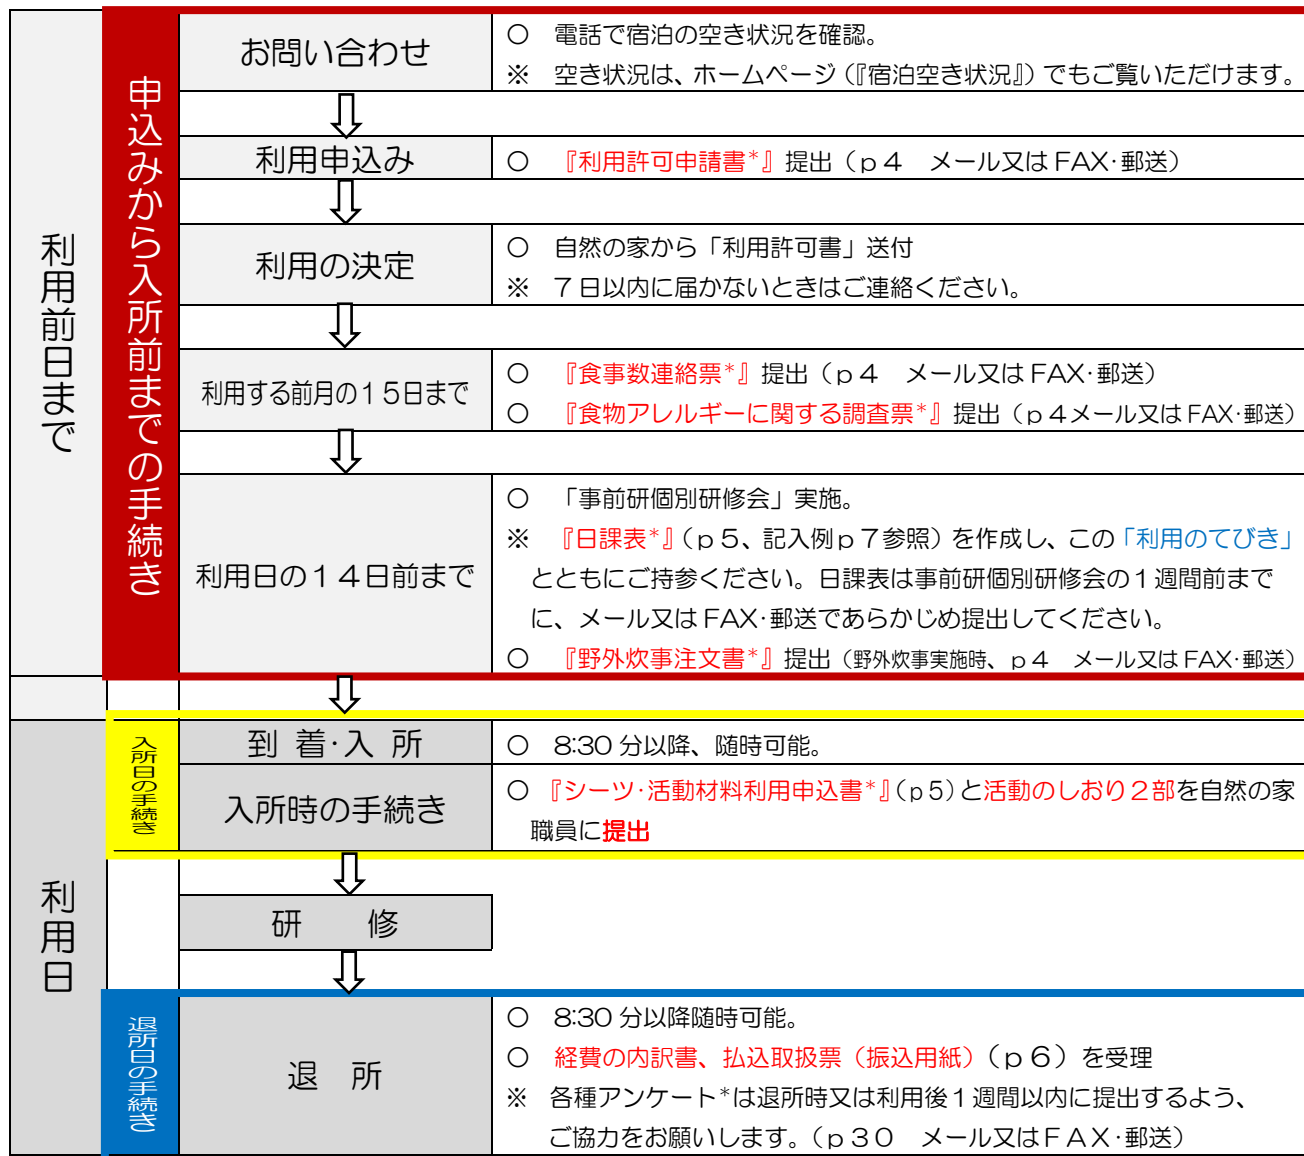 利用前日まで
申込みから入所前までの手続き
お問い合わせ
○　電話で宿泊の空き状況を確認。
※　空き状況は、ホームページ（『宿泊空き状況』）でもご覧いただけます。
利用申込み
○　『利用許可申請書*』提出（p４　メール又は FAX･郵送）
利用の決定
○　自然の家から「利用許可書」送付
※　７日以内に届かないときはご連絡ください。
利用する前月の１５日まで
○　『食事数連絡票*』提出（p４　メール又は FAX･郵送）
○　『食物アレルギーに関する調査票*』提出（p４メール又は FAX･郵送）
利用日の１４日前まで
○　「事前研個別研修会」実施。
※　『日課表*』（p５、記入例p７参照）を作成し、この「利用のてびき」
とともにご持参ください。日課表は事前研個別研修会の１週間前まで
に、メール又は FAX･郵送であらかじめ提出してください。
○　『野外炊事注文書*』提出（野外炊事実施時、p４　メール又は FAX･郵送）
利用日
入所日の手続き
到 着･入 所
○　8:30 分以降、随時可能。
入所時の手続き
○ 『シーツ･活動材料利用申込書*』（p5）と活動のしおり２部を自然の家
職員に提出
研　修
退所日の手続き
退 所
○　8:30 分以降随時可能。
○　経費の内訳書、払込取扱票（振込用紙）（p６）を受理
※　各種アンケート*は退所時又は利用後１週間以内に提出するよう、
ご協力をお願いします。（p３０　メール又はＦＡＸ･郵送）